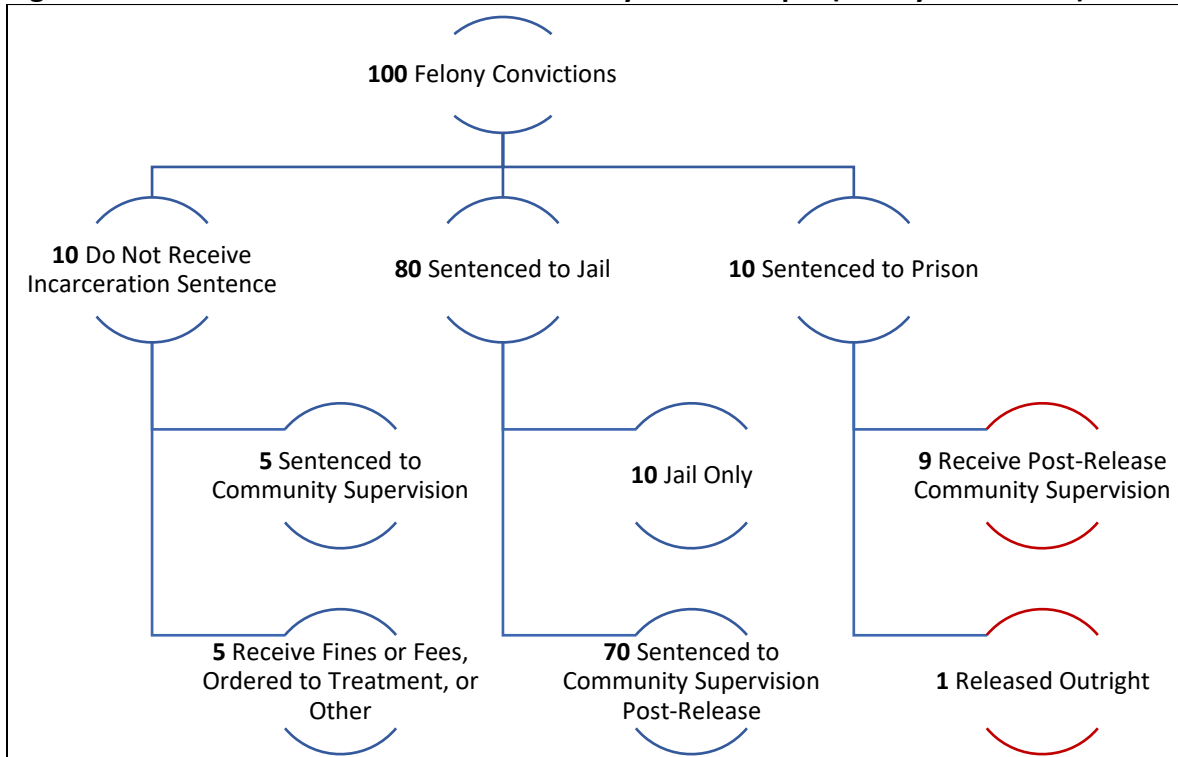 100 Felony Convictions
10 Do Not Receive
Incarceration Sentence
80 Sentenced to Jail
10 Sentenced to Prison
5 Sentenced to
Community Supervision
10 Jail Only
9 Receive Post-Release
Community Supervision
5 Receive Fines or Fees,
Ordered to Treatment, or
Other
70 Sentenced to
Community Supervision
Post-Release
1 Released Outright